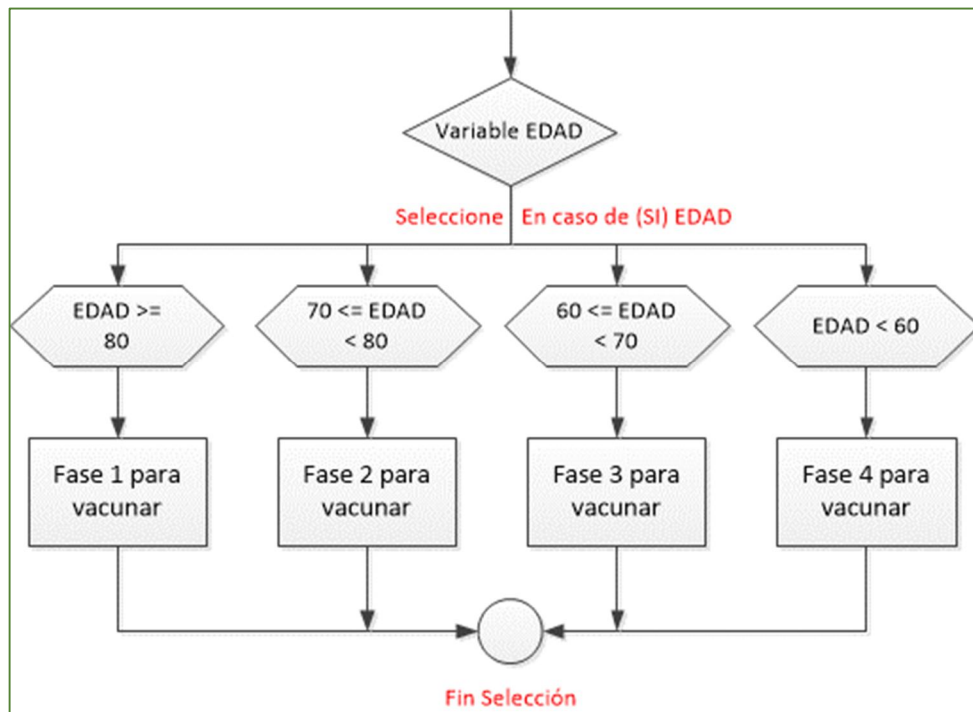 Variable EDAD
Seleccione
En caso de (SI) EDAD
EDAD >=
80
70 <= EDAD
< 80
60 <= EDAD
< 70
EDAD < 60
Fase 1 para
vacunar
Fase 2 para
vacunar
Fase 3 para
vacunar
Fase 4 para
vacunar
Fin Selección